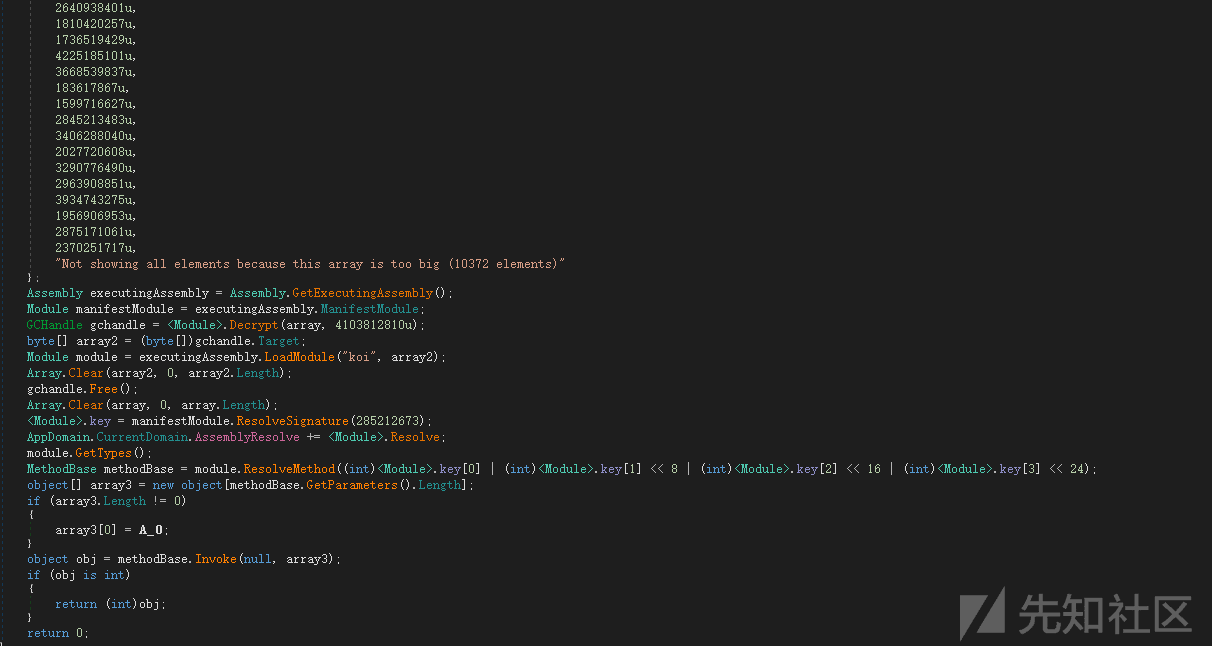 2640938401u,
1810420257u,
1736519429u,
4225185101u,
3668539837u,
183617867u,
1599716627u,
2845213483u,
3406288040u,
2027720608u,
3290776490u,
2963908851u,
3934743275u,
1956906953u,
2875171061u,
2370251717u,
"Not showing all elements because this array is too big (10372 elements)"
};
Assembly executingAssembly = Assembly.GetExecutingAssembly();
Module manifestModule = executingAssembly.ManifestModule;
GCHandle gchandle = <Module>.Decrypt(array, 4103812810u);
byte[] array2 = (byte[])gchandle.Target;
Module module = executingAssembly.LoadModule("koi", array2);
Array.Clear(array2, 0, array2.Length);
gchandle.Free();
Array.Clear(array, 0, array.Length);
<Module>.key = manifestModule.ResolveSignature(285212673);
AppDomain.CurrentDomain.AssemblyResolve += <Module>.Resolve;
module.GetTypes();
MethodBase methodBase = module.ResolveMethod((int)<Module>.key[0] | (int)<Module>.key[1] << 8 | (int)<Module>.key[2] << 16 | (int)<Module>.key[3] << 24);
object[] array3 = new object[methodBase.GetParameters().Length];
if (array3.Length != 0)
{
array3[0] = A_0;
}
object obj = methodBase.Invoke(null, array3);
if (obj is int)
{
return (int)obj;
}
return 0;
先知社区